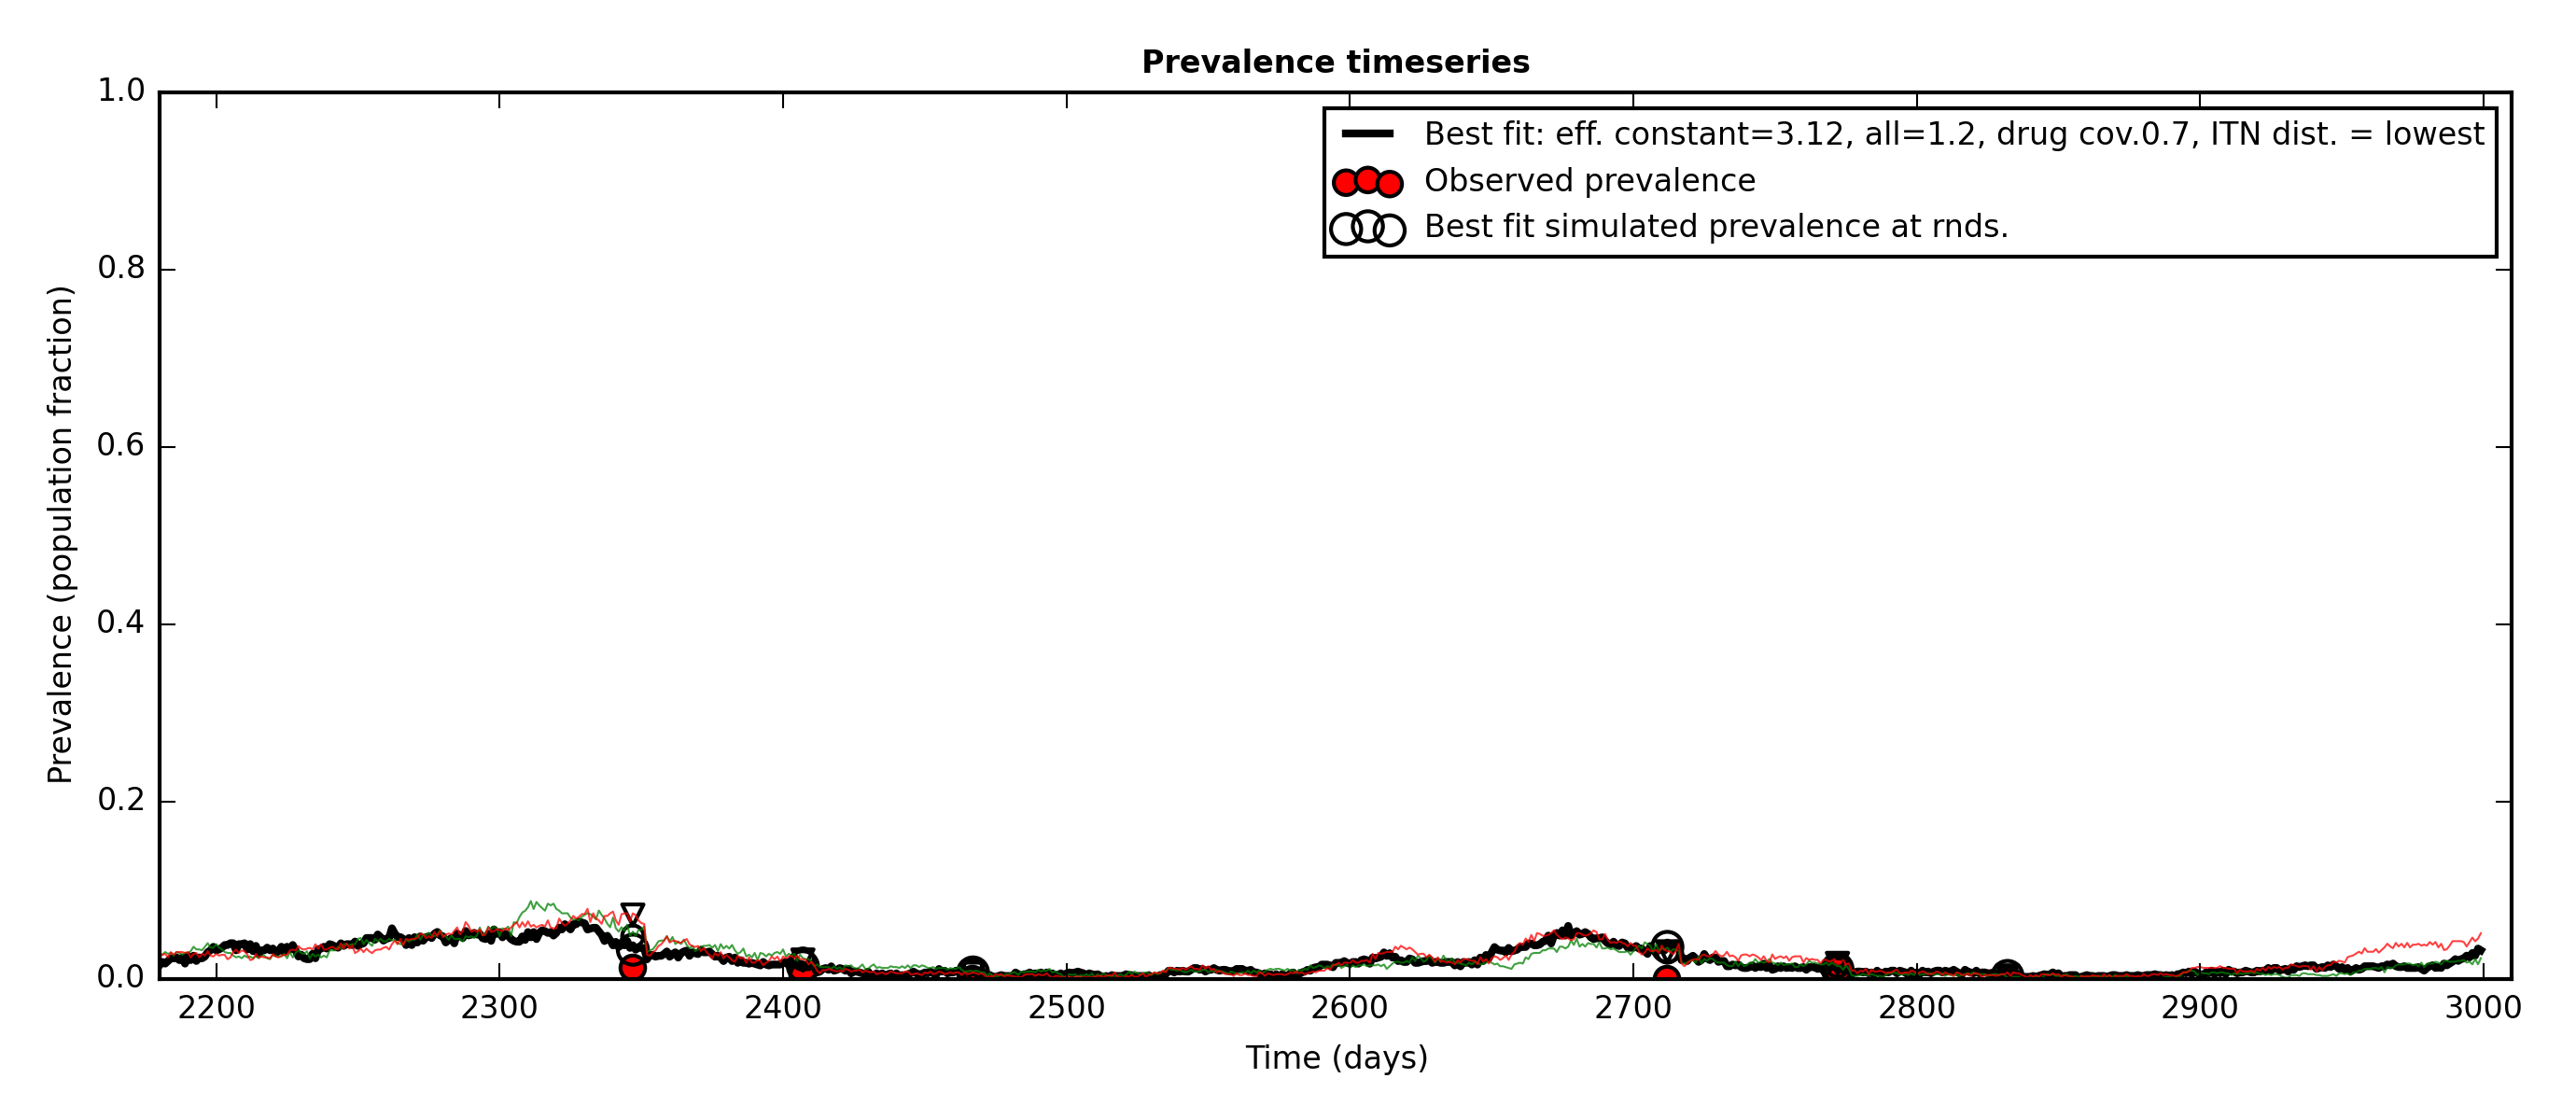 Prevalence timeseries
1.0
0.8
0.6
0.4
0.2
0.0
Prevalence (population fraction)
Best fit: eff. constant=3.12, all=1.2, drug cov.0.7, ITN dist. = lowest
Observed prevalence
Best fit simulated prevalence at rnds.
2200 2300 2400 2500 2600 2700 2800 2900 3000
Time (days)